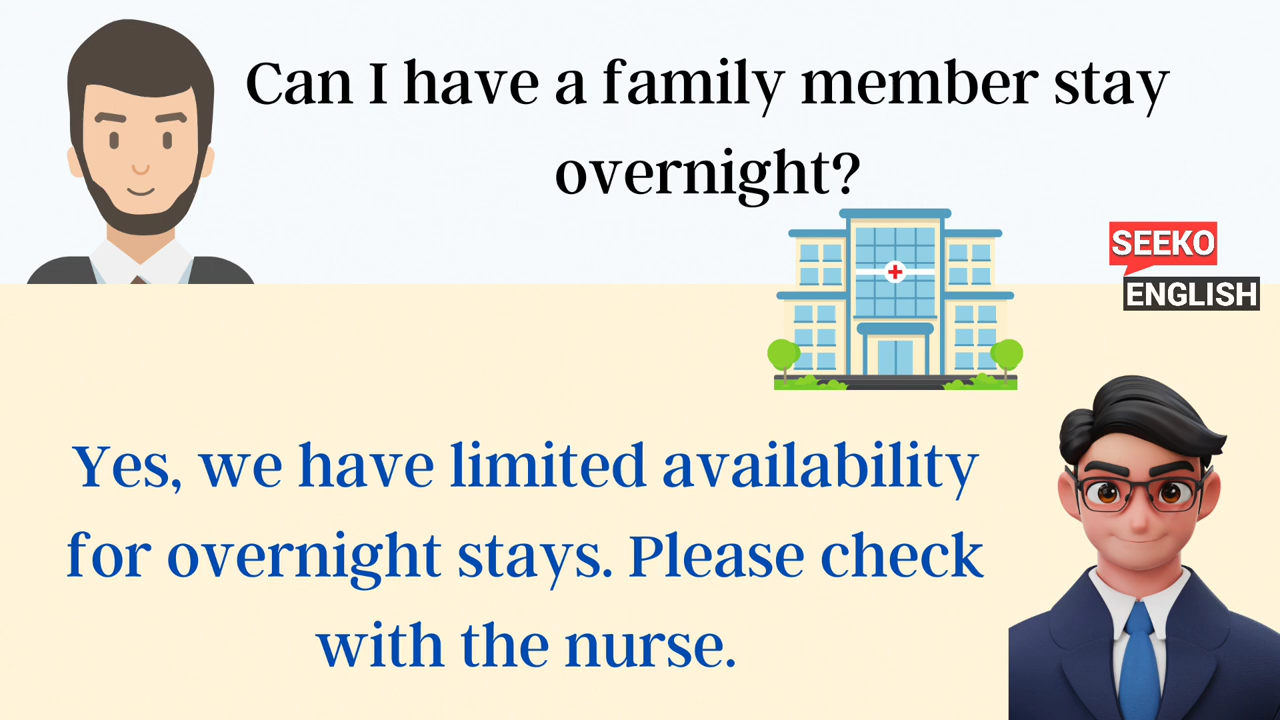 Can I have a family member stay
overnight?
SEEKO
ENGLISH
Yes, we have limited availability
for overnight stays. Please check
with the nurse.